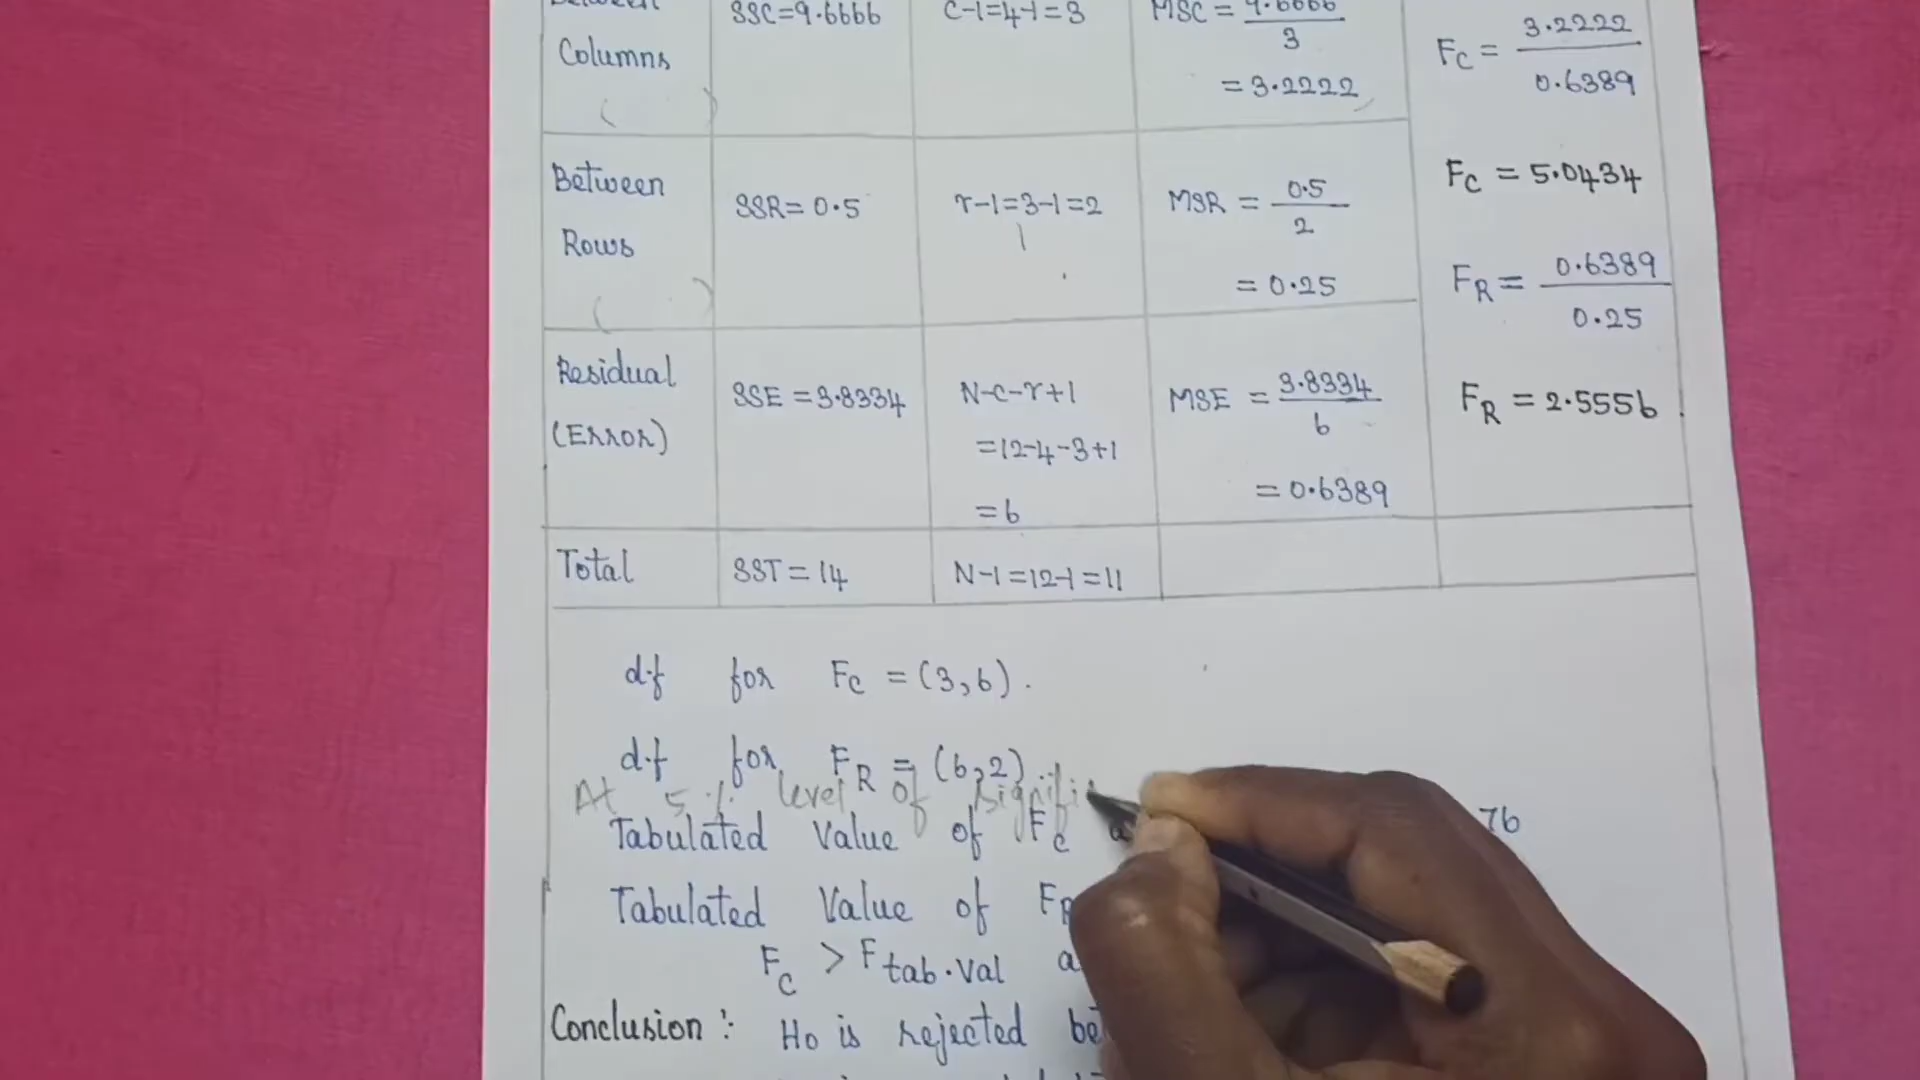 SSC=9.6666 C-1=4-1=3 MSC = 9.6666
3
Columns
= 3.2222
Fc = 3.2222
0.6389
Fc = 5.0434
Between
Rows
SSR= 0.5
r-1=3-1=2
MSR = 0.5
2
= 0.25
FR = 0.6389
0.25
FR = 2.5556
Residual
(Error)
SSE = 3.8334
N-c-r+1
=12-4-3+1
= 6
MSE = 3.8334
6
= 0.6389
Total SST = 14 N-1=12-1=11
d.f for Fc = (3,6).
d.f for FR = (6,2)
At 5% level of signifi
Tabulated Value of Fc 76
Tabulated Value of FR
Fc > Ftab.val
Conclusion: Ho is rejected